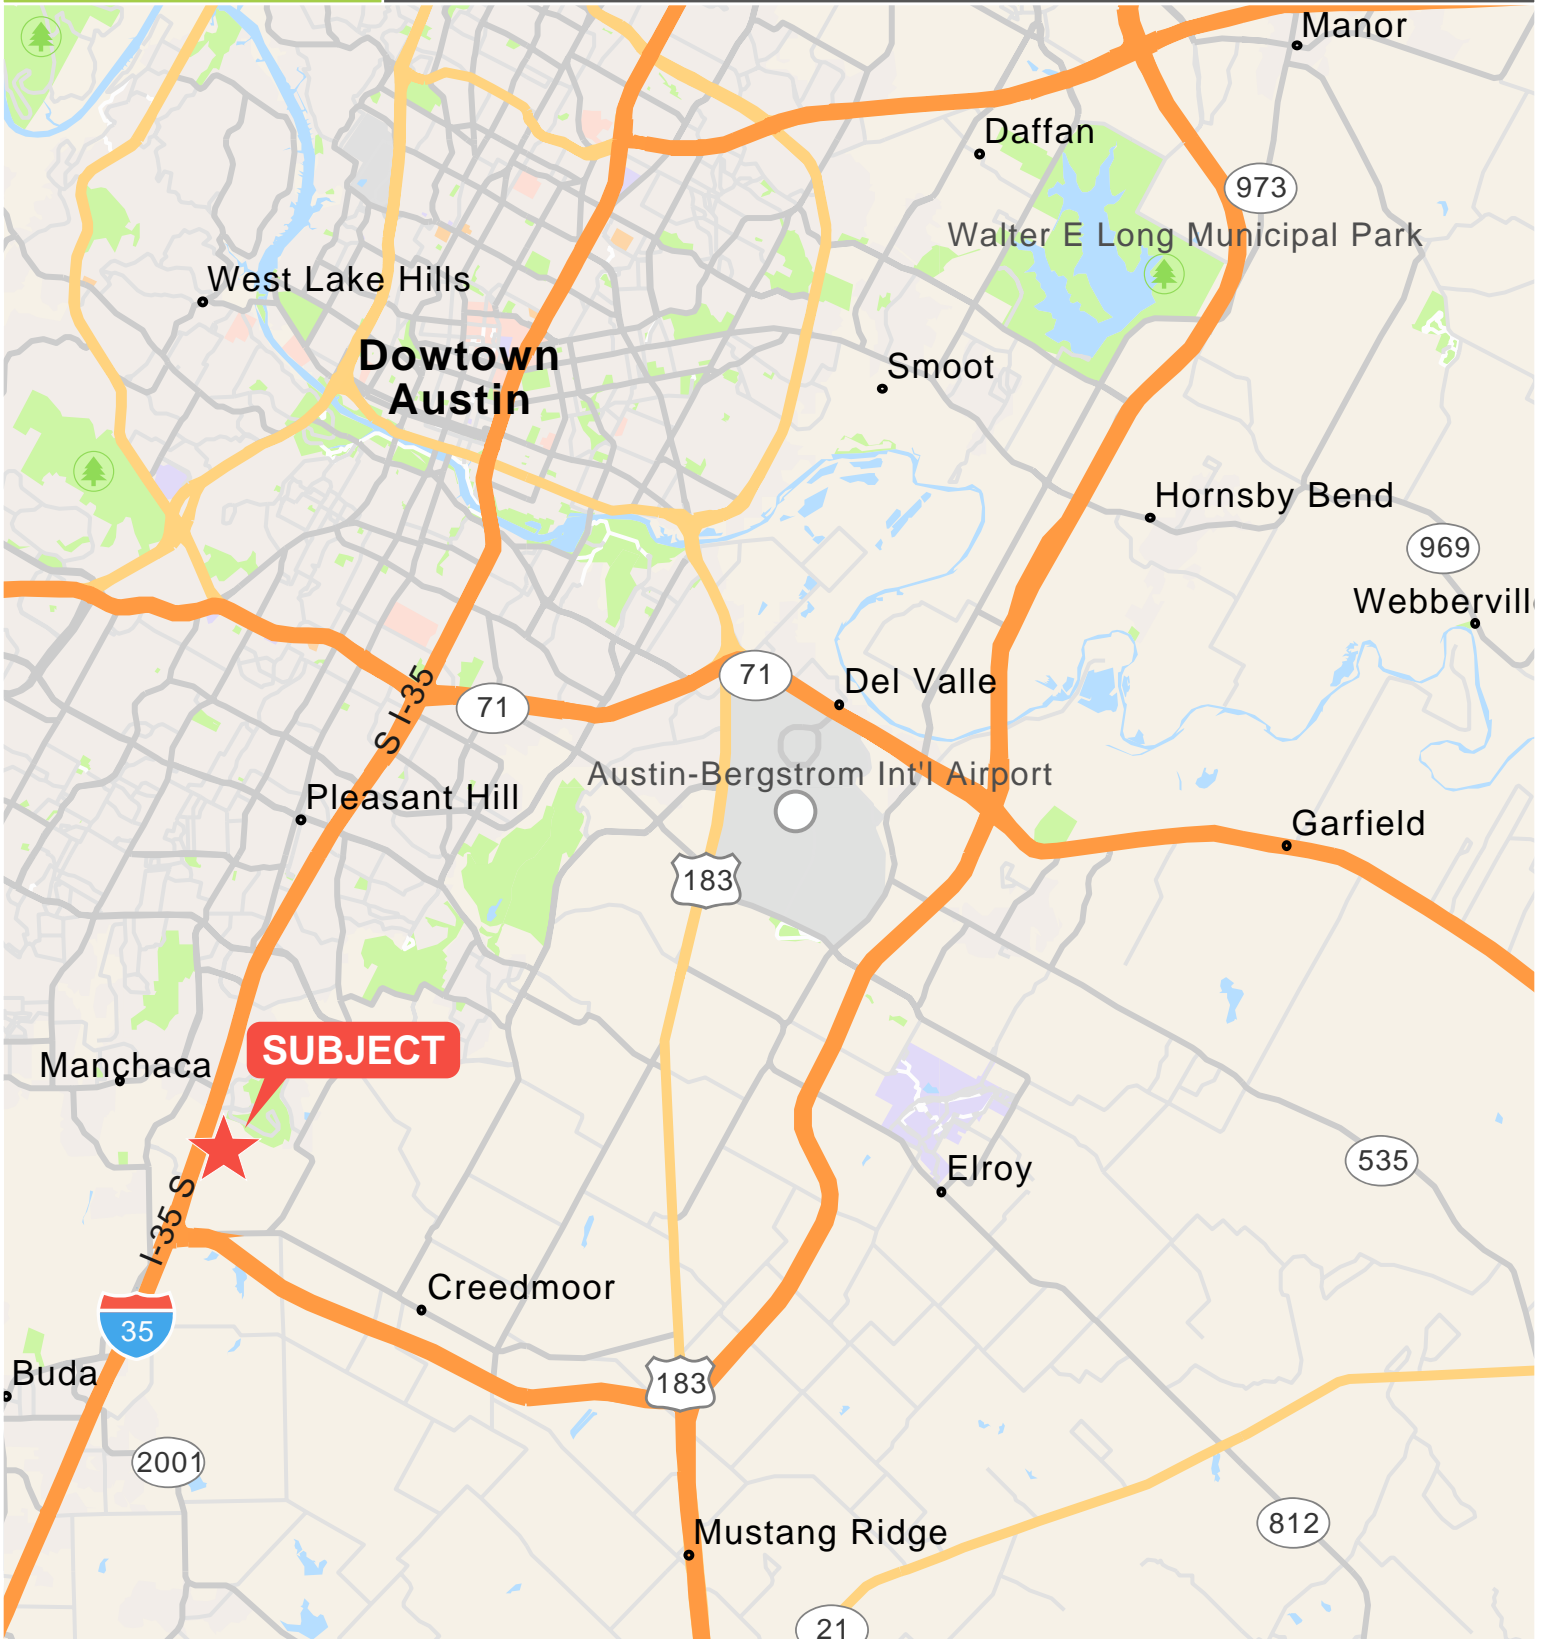 Manor
Daffan
973
Walter E Long Municipal Park
West Lake Hills
Dowtown
Austin
Smoot
Hornsby Bend
969
Webbervill
S I-35
71
71
Del Valle
Austin-Bergstrom Int'l Airport
Pleasant Hill
Garfield
183
SUBJECT
Manchaca
535
Elroy
I-35 S
Creedmoor
35
Buda
183
2001
812
Mustang Ridge
21